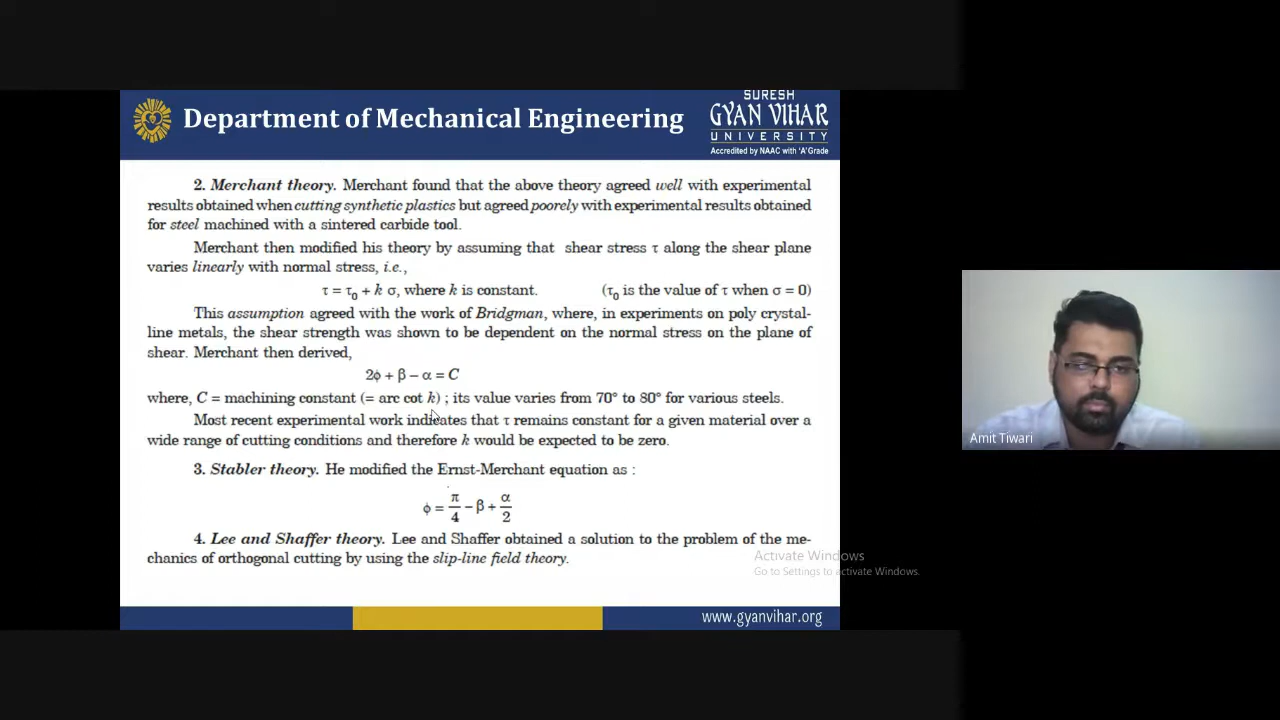 Department of Mechanical Engineering
SURESH
GYAN VIHAR
UNIVERSITY
Accredited by NAAC with 'A'Grade
2. Merchant theory. Merchant found that the above theory agreed well with experimental
results obtained when cutting synthetic plastics but agreed poorely with experimental results obtained
for steel machined with a sintered carbide tool.
Merchant then modified his theory by assuming that shear stress τ along the shear plane
varies linearly with normal stress, i.e.,
τ = τ₀ + k σ, where k is constant. (τ₀ is the value of τ when σ = 0)
This assumption agreed with the work of Bridgman, where, in experiments on poly crystal-
line metals, the shear strength was shown to be dependent on the normal stress on the plane of
shear. Merchant then derived,
2ϕ + β – α = C
where, C = machining constant (= arc cot k) ; its value varies from 70° to 80° for various steels.
Most recent experimental work indicates that τ remains constant for a given material over a
wide range of cutting conditions and therefore k would be expected to be zero.
3. Stabler theory. He modified the Ernst-Merchant equation as :
ϕ = π/4 – β + α/2
4. Lee and Shaffer theory. Lee and Shaffer obtained a solution to the problem of the me-
chanics of orthogonal cutting by using the slip-line field theory.
Activate Windows
Go to Settings to activate Windows.
www.gyanvihar.org
Amit Tiwari